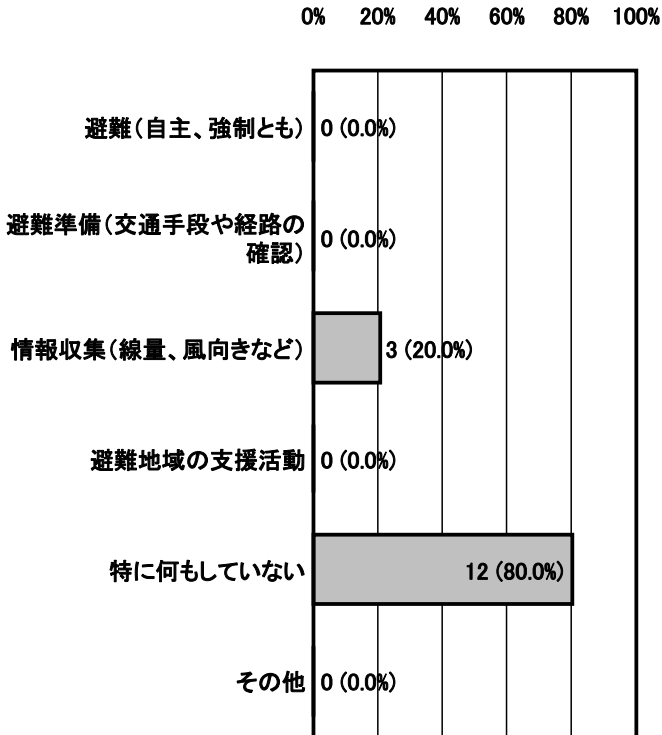 0% 20% 40% 60% 80% 100%
避難（自主、強制とも） 0 (0.0%)
避難準備（交通手段や経路の
確認） 0 (0.0%)
情報収集（線量、風向きなど） 3 (20.0%)
避難地域の支援活動 0 (0.0%)
特に何もしていない 12 (80.0%)
その他 0 (0.0%)